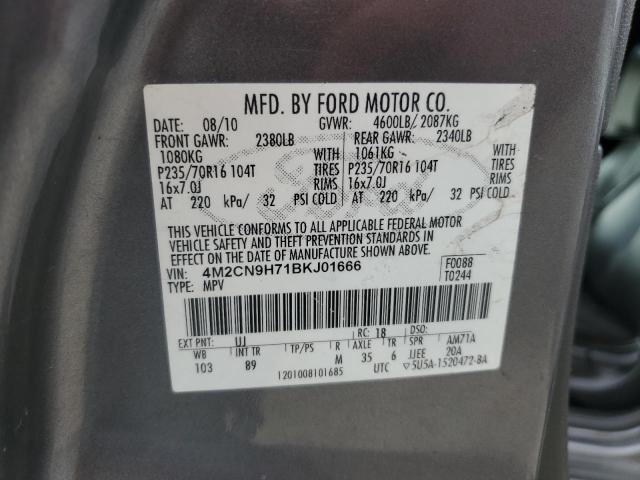 MFD. BY FORD MOTOR CO.
DATE: 08/10 GVWR: 4600LB/ 2087KG
FRONT GAWR: 2380LB REAR GAWR: 2340LB
1080KG WITH 1061KG WITH
P235/70R16 104T TIRES P235/70R16 104T TIRES
16x7.0J RIMS 16x7.0J RIMS
AT 220 kPa/ 32 PSI COLD AT 220 kPa/ 32 PSI COLD
THIS VEHICLE CONFORMS TO ALL APPLICABLE FEDERAL MOTOR
VEHICLE SAFETY AND THEFT PREVENTION STANDARDS IN
EFFECT ON THE DATE OF MANUFACTURE SHOWN ABOVE.
VIN: 4M2CN9H71BKJ01666 F0088
TYPE: MPV T0244
EXT PNT: UJ RC: 18 DSO:
WB INT TR TP/PS R AXLE TR SPR AM71A
103 89 M 35 6 JJEE 20A
1201008101685 UTC 5U5A-1520472-BA